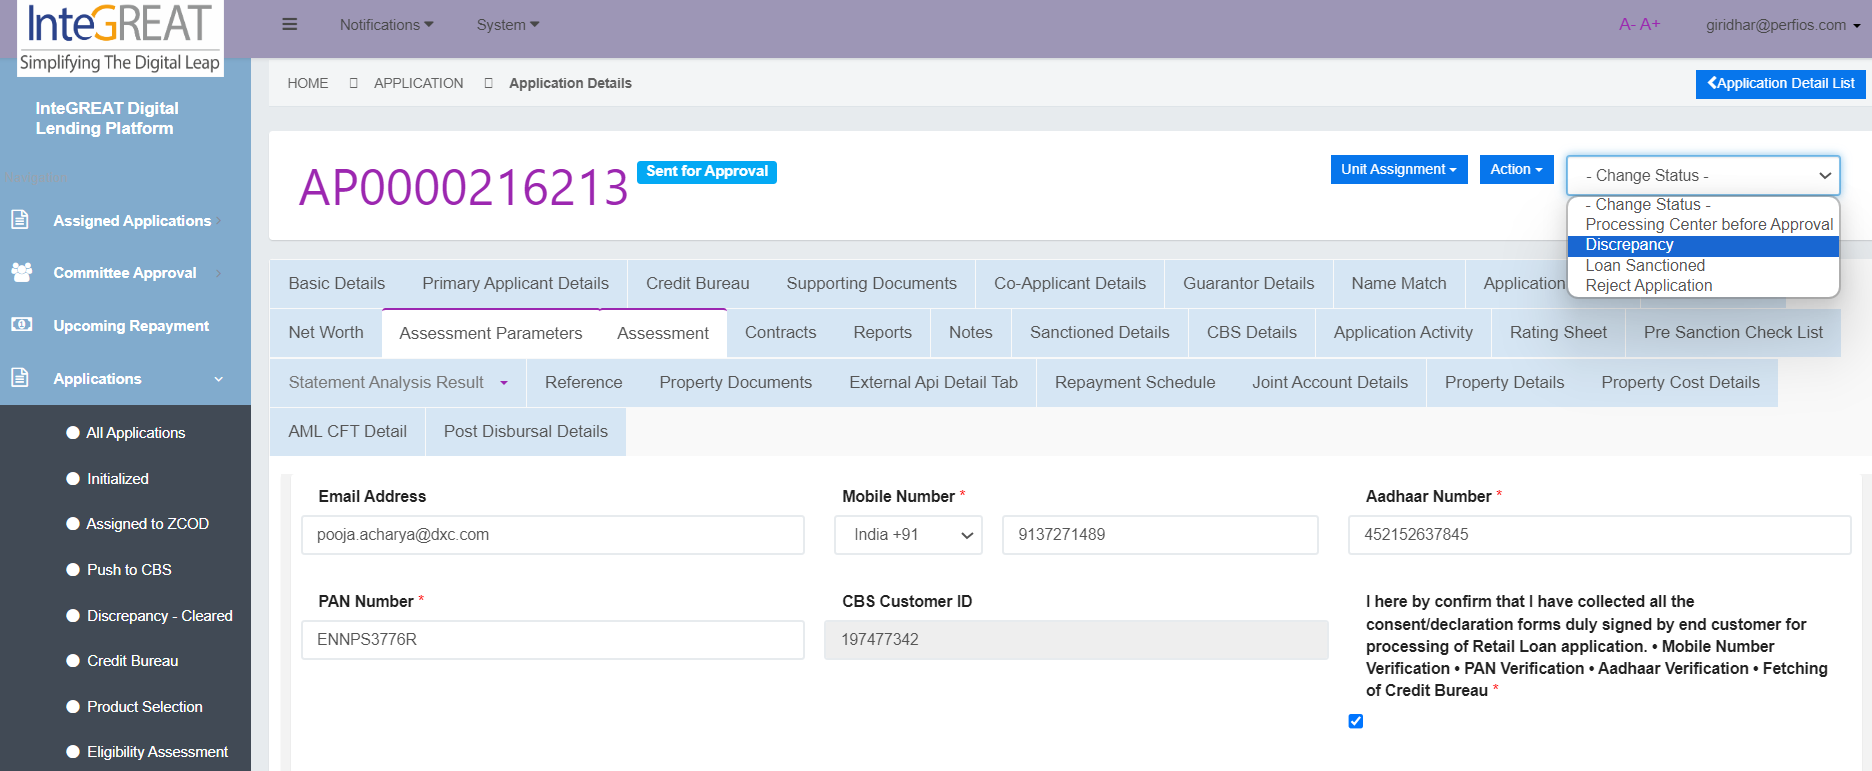 InteGREAT
Simplifying The Digital Leap
Notifications
System
A- A+
giridhar@perfios.com
InteGREAT Digital
Lending Platform
HOME
APPLICATION
Application Details
Application Detail List
AP0000216213
Sent for Approval
Unit Assignment
Action
- Change Status -
- Change Status -
Processing Center before Approval
Discrepancy
Loan Sanctioned
Reject Application
Assigned Applications
Committee Approval
Upcoming Repayment
Applications
All Applications
Initialized
Assigned to ZCOD
Push to CBS
Discrepancy - Cleared
Credit Bureau
Product Selection
Eligibility Assessment
Basic Details
Primary Applicant Details
Credit Bureau
Supporting Documents
Co-Applicant Details
Guarantor Details
Name Match
Application
Net Worth
Assessment Parameters
Assessment
Contracts
Reports
Notes
Sanctioned Details
CBS Details
Application Activity
Rating Sheet
Pre Sanction Check List
Statement Analysis Result
Reference
Property Documents
External Api Detail Tab
Repayment Schedule
Joint Account Details
Property Details
Property Cost Details
AML CFT Detail
Post Disbursal Details
Email Address
pooja.acharya@dxc.com
Mobile Number *
India +91
9137271489
Aadhaar Number *
452152637845
PAN Number *
ENNPS3776R
CBS Customer ID
197477342
I here by confirm that I have collected all the
consent/declaration forms duly signed by end customer for
processing of Retail Loan application. • Mobile Number
Verification • PAN Verification • Aadhaar Verification • Fetching
of Credit Bureau *